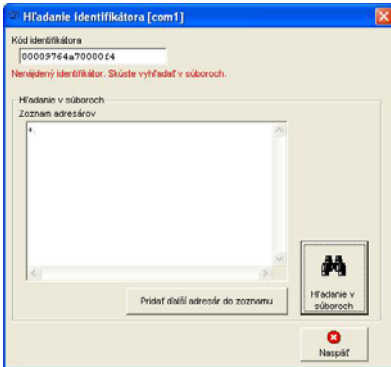 Hľadanie identifikátora [com1]
Kód identifikátora
00009764a70000f4
Nenájdený identifikátor. Skúste vyhľadať v súboroch.
Hľadanie v súboroch
Zoznam adresárov
+.
Pridať ďalší adresár do zoznamu
Hľadanie v
súboroch
Naspäť